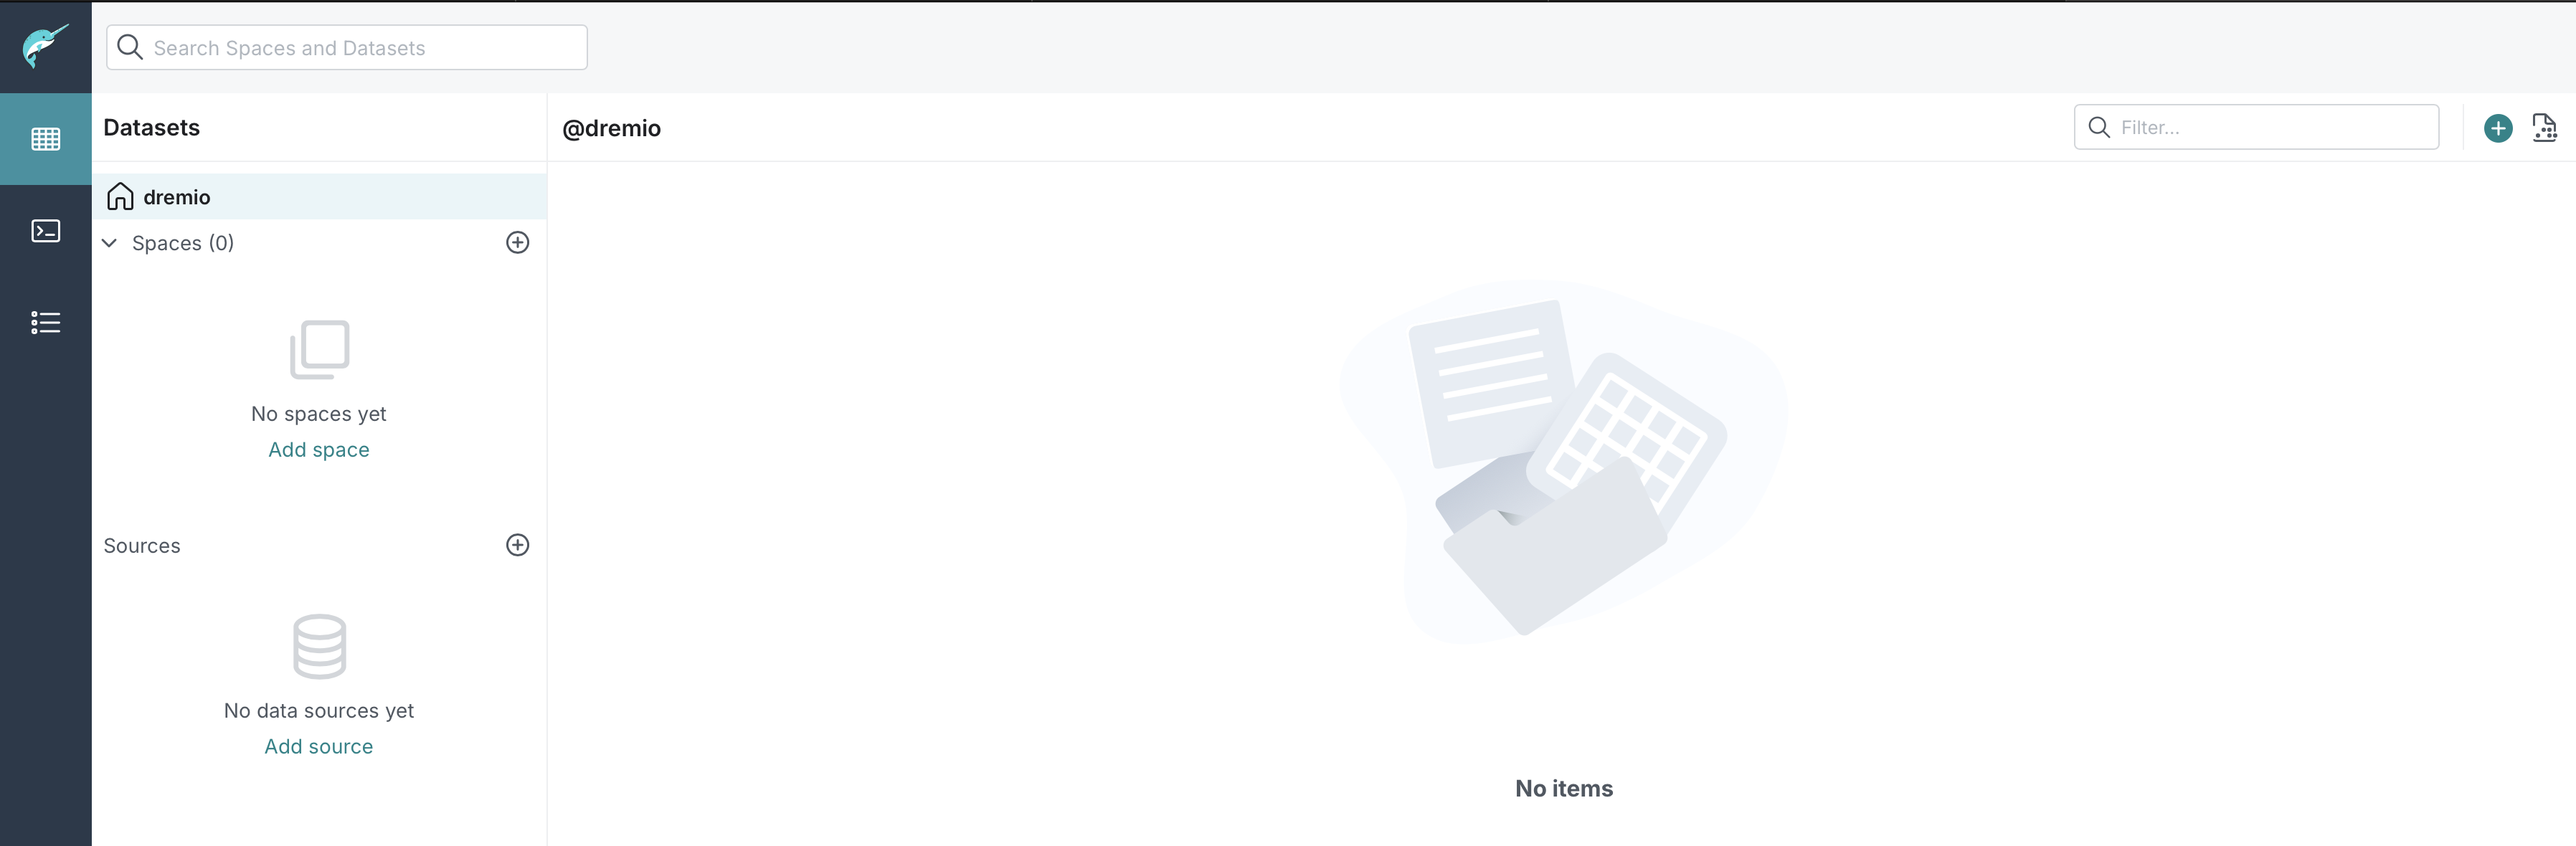 Search Spaces and Datasets
Datasets
@dremio
Filter...
dremio
Spaces (0)
No spaces yet
Add space
Sources
No data sources yet
Add source
No items